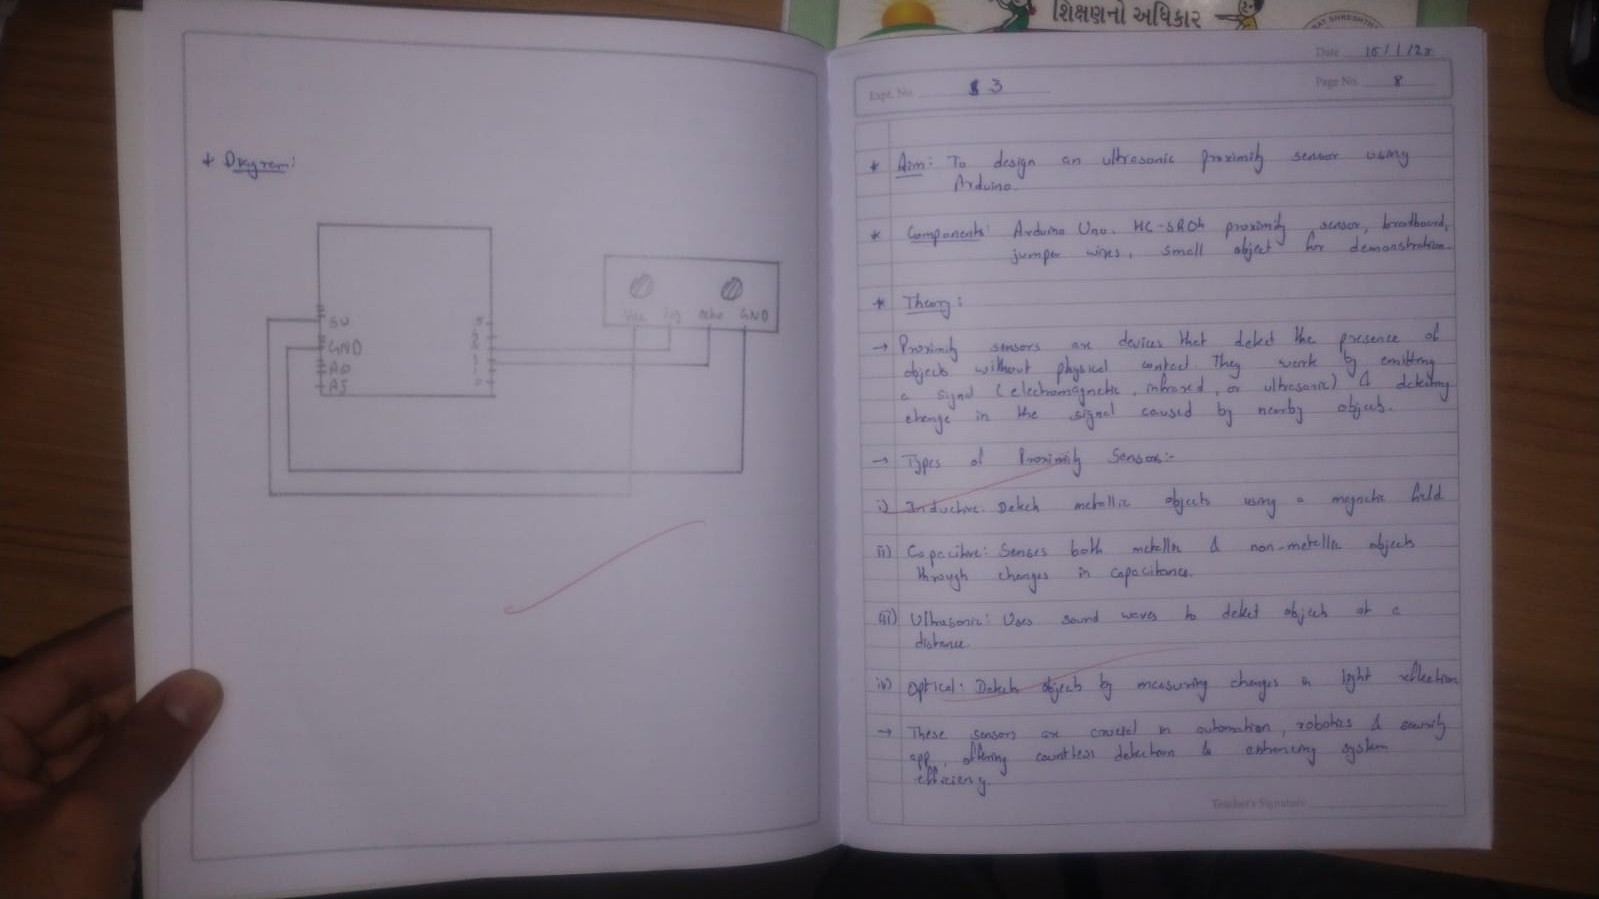 શિક્ષણનો અધિકાર
* Diagram:
5V
GND
A0
A5
Vcc Trig echo GND
Date 15/1/25
Expt. No. 3
Page No. 8
* Aim: To design an ultrasonic proximity sensor using
Arduino.
* Components: Arduino Uno. HC-SR04 proximity sensor, breadboard,
jumper wires, small object for demonstration.
* Theory:
→ Proximity sensors are devices that detect the presence of
objects without physical contact. They work by emitting
a signal (electromagnetic, infrared, or ultrasonic) & detecting
change in the signal caused by nearby objects.
→ Types of Proximity Sensors:-
i) Inductive: Detects metallic objects using a magnetic field
ii) Capacitive: Senses both metallic & non-metallic objects
through changes in capacitance.
iii) Ultrasonic: Uses sound waves to detect objects at a
distance.
iv) Optical: Detects objects by measuring changes in light reflection
→ These sensors are crucial in automation, robotics & security
app, offering countless detection & enhancing system
efficiency.
Teacher's Signature